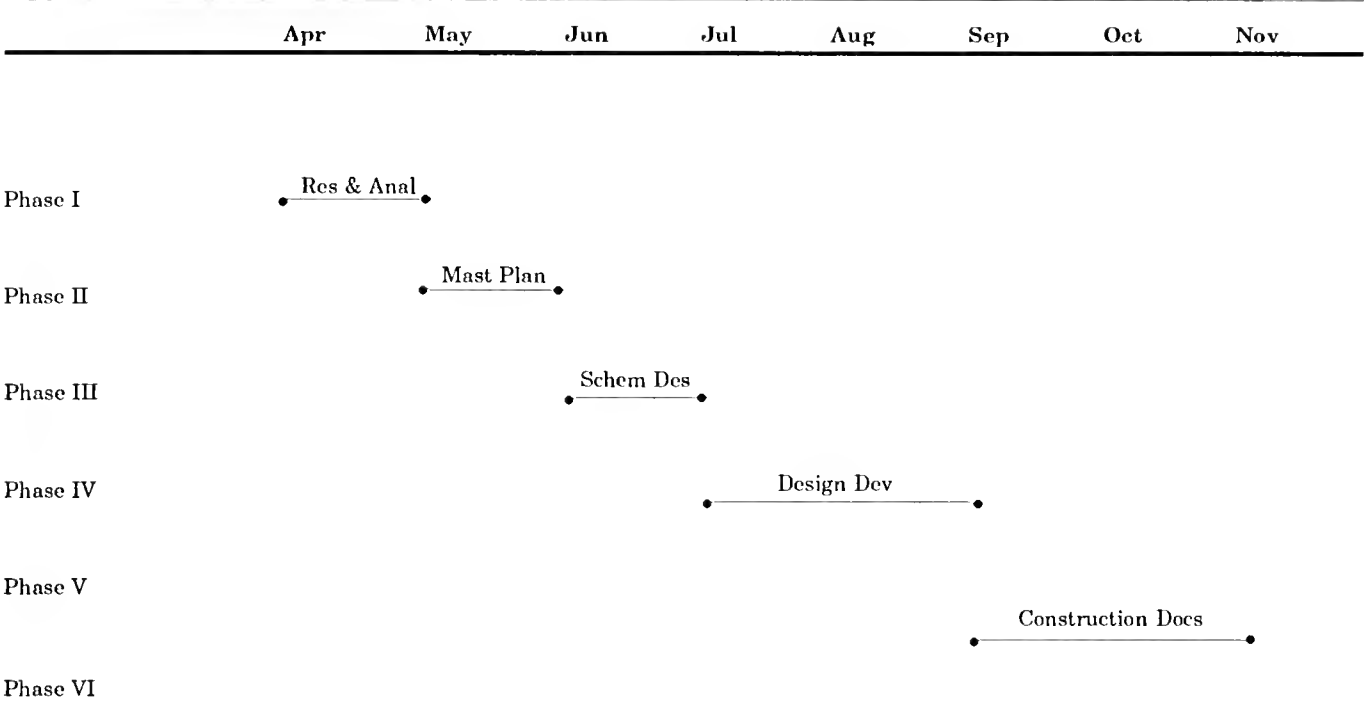 Apr May Jun Jul Aug Sep Oct Nov
Res & Anal
Phase I
Mast Plan
Phase II
Schem Des
Phase III
Design Dev
Phase IV
Phase V
Construction Docs
Phase VI